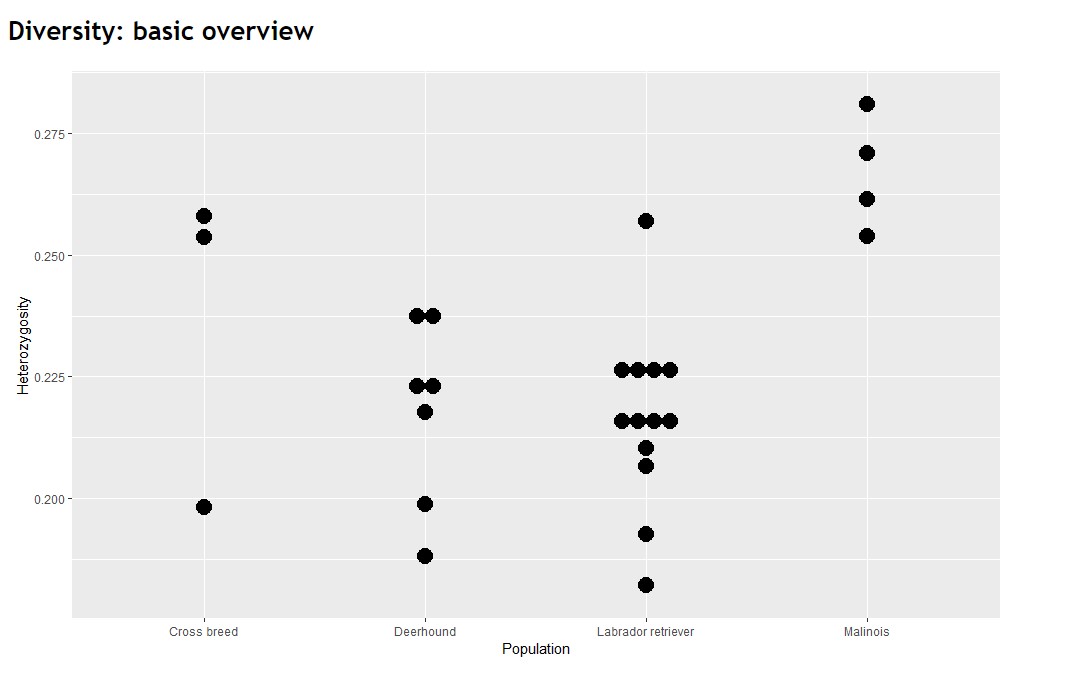 Diversity: basic overview
0.275
0.250
0.225
0.200
Heterozygosity
Cross breed Deerhound Labrador retriever Malinois
Population